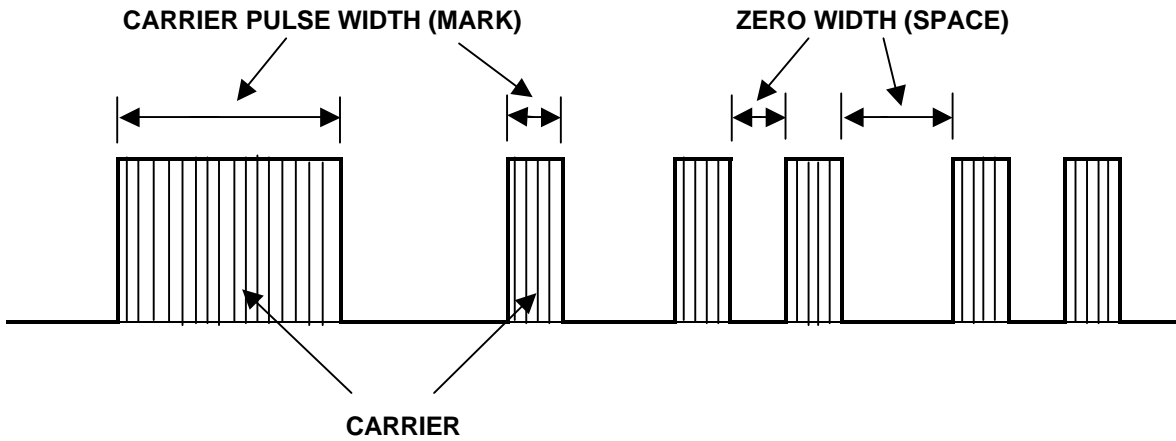 CARRIER PULSE WIDTH (MARK)
ZERO WIDTH (SPACE)
CARRIER